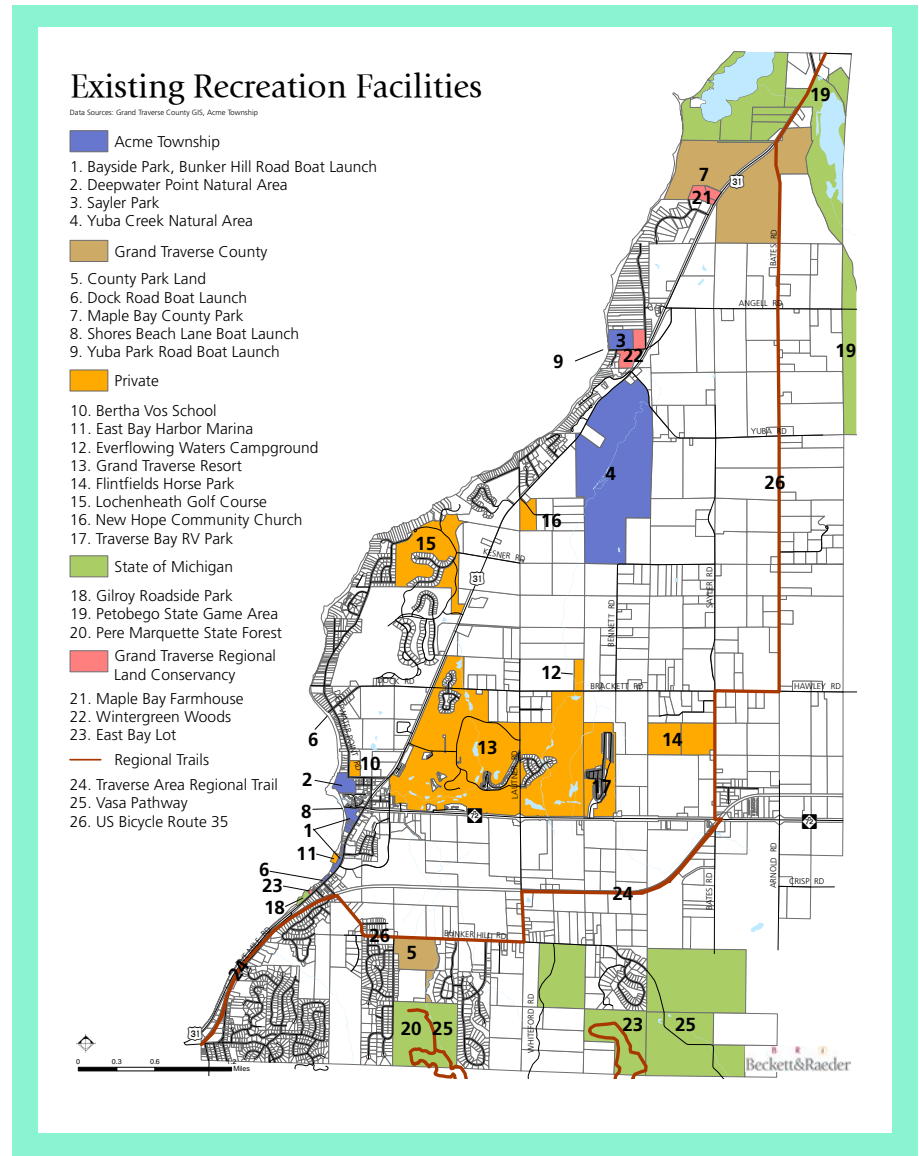 Existing Recreation Facilities
Data Sources: Grand Traverse County GIS, Acme Township
Acme Township
1. Bayside Park, Bunker Hill Road Boat Launch
2. Deepwater Point Natural Area
3. Sayler Park
4. Yuba Creek Natural Area
Grand Traverse County
5. County Park Land
6. Dock Road Boat Launch
7. Maple Bay County Park
8. Shores Beach Lane Boat Launch
9. Yuba Park Road Boat Launch
Private
10. Bertha Vos School
11. East Bay Harbor Marina
12. Everflowing Waters Campground
13. Grand Traverse Resort
14. Flintfields Horse Park
15. Lochenheath Golf Course
16. New Hope Community Church
17. Traverse Bay RV Park
State of Michigan
18. Gilroy Roadside Park
19. Petobego State Game Area
20. Pere Marquette State Forest
Grand Traverse Regional
Land Conservancy
21. Maple Bay Farmhouse
22. Wintergreen Woods
23. East Bay Lot
Regional Trails
24. Traverse Area Regional Trail
25. Vasa Pathway
26. US Bicycle Route 35
19
7
31
21
BATES RD
ANGELL RD
3
9
22
19
YUBA RD
4
26
16
15
KESNER RD
31
SAYLER RD
BENNETT RD
12
BRACKETT RD
HAWLEY RD
6
14
13
10
2
17
8
72
72
1
11
6
23
18
24
ARNOLD RD
CRISP RD
BATES RD
26
BUNKER HILL RD
5
24
WHITEFORD RD
20
25
23
25
31
0
0.3
0.6
Miles
B R i
Beckett&Raeder